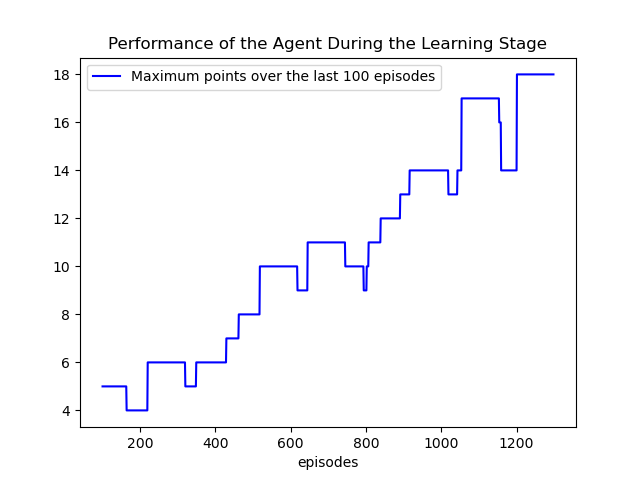 Performance of the Agent During the Learning Stage
Maximum points over the last 100 episodes
18
16
14
12
10
8
6
4
200 400 600 800 1000 1200
episodes